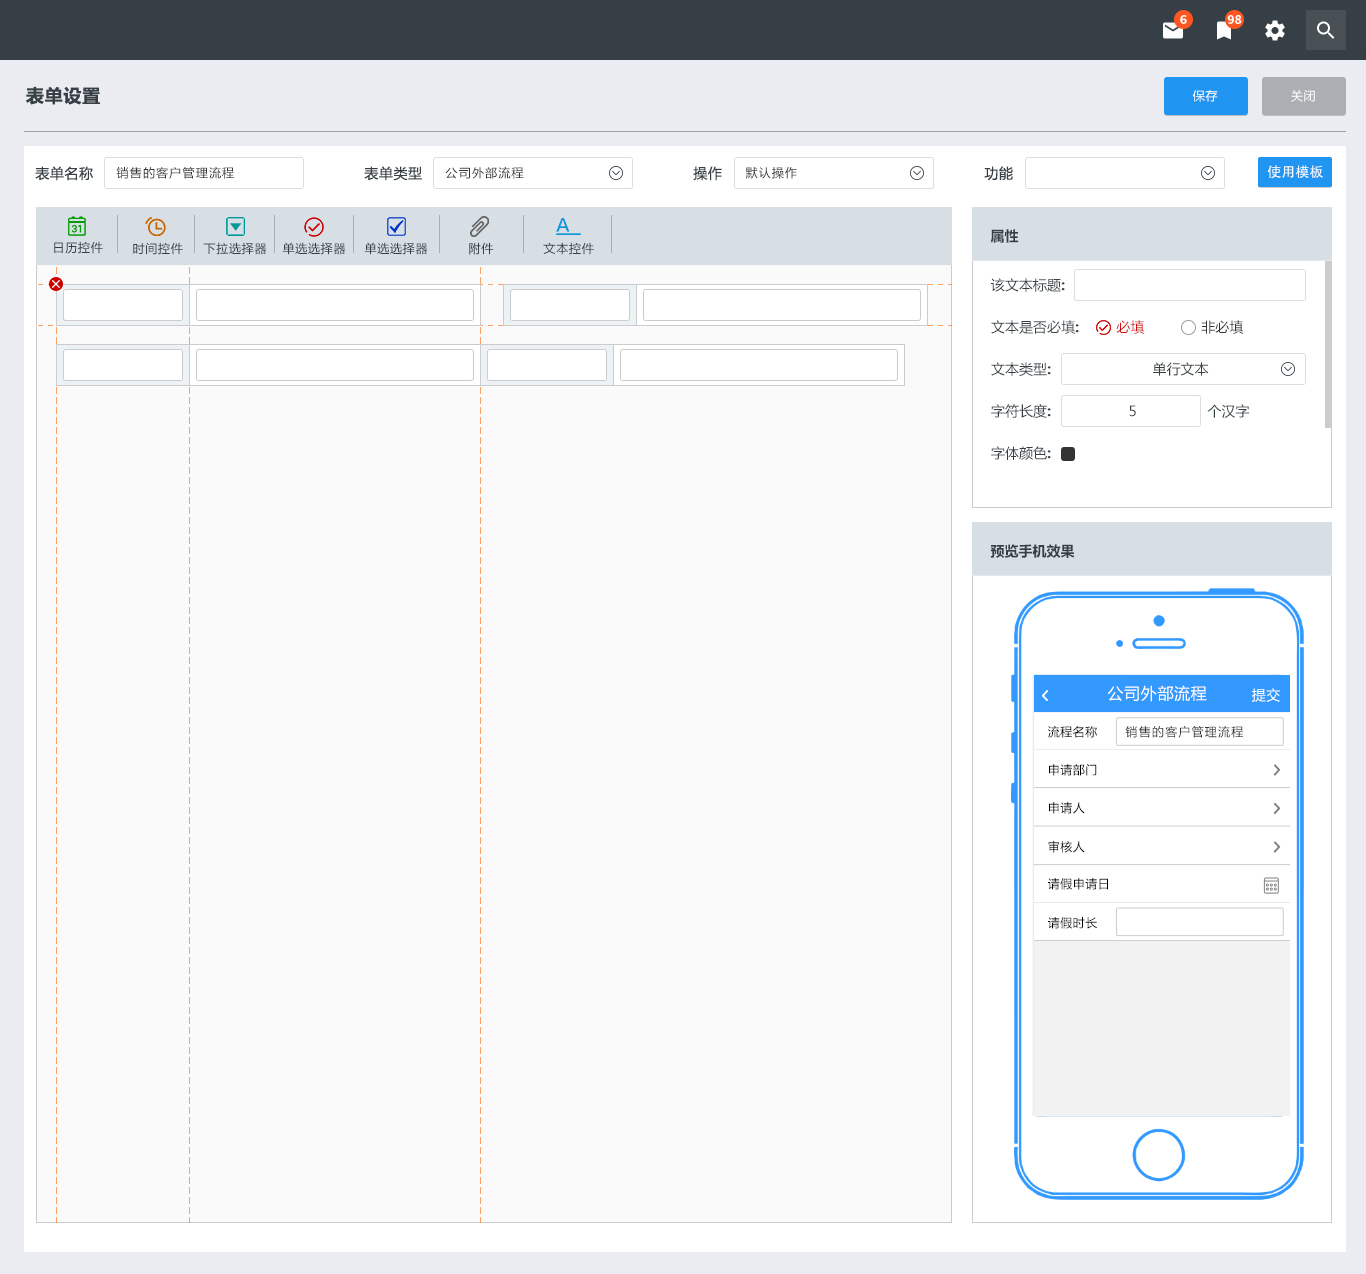 6
98
表单设置
保存
关闭
表单名称 销售的客户管理流程 表单类型 公司外部流程 操作 默认操作 功能 使用模板
31
日历控件 时间控件 下拉选择器 单选选择器 单选选择器 附件 文本控件
属性
该文本标题:
文本是否必填: 必填 非必填
文本类型: 单行文本
字符长度: 5 个汉字
字体颜色:
预览手机效果
公司外部流程 提交
流程名称 销售的客户管理流程
申请部门
申请人
审核人
请假申请日
请假时长